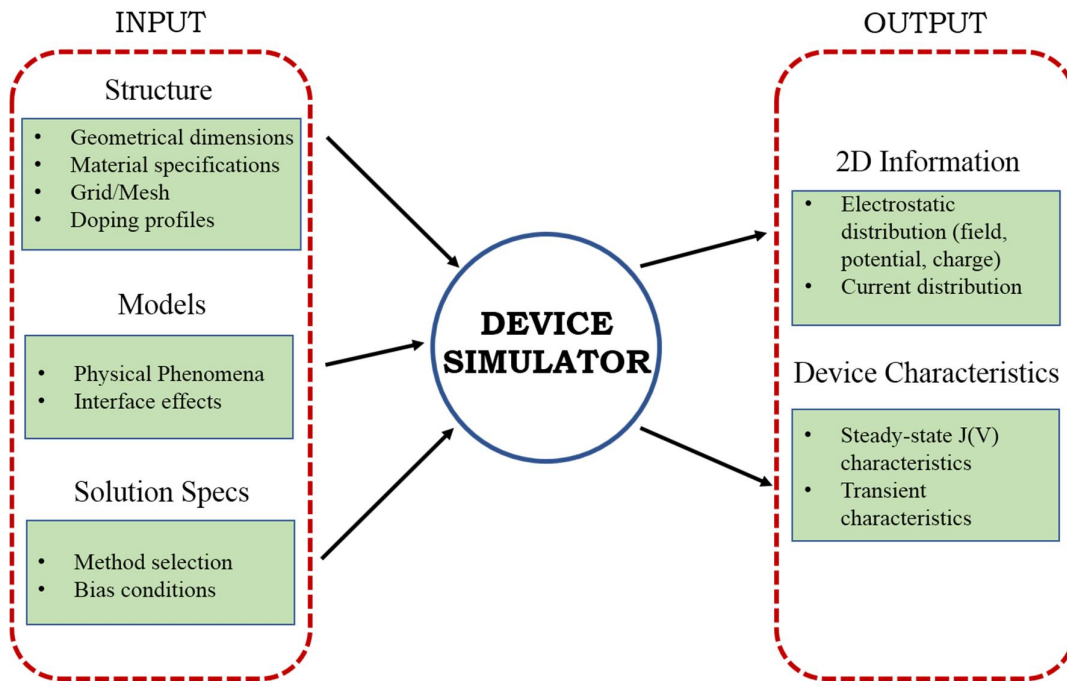 INPUT
Structure
• Geometrical dimensions
• Material specifications
• Grid/Mesh
• Doping profiles
Models
• Physical Phenomena
• Interface effects
Solution Specs
• Method selection
• Bias conditions
DEVICE
SIMULATOR
OUTPUT
2D Information
• Electrostatic
distribution (field,
potential, charge)
• Current distribution
Device Characteristics
• Steady-state J(V)
characteristics
• Transient
characteristics